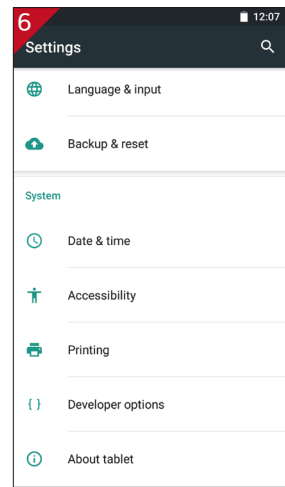 6
12:07
Settings
Language & input
Backup & reset
System
Date & time
Accessibility
Printing
{ } Developer options
About tablet